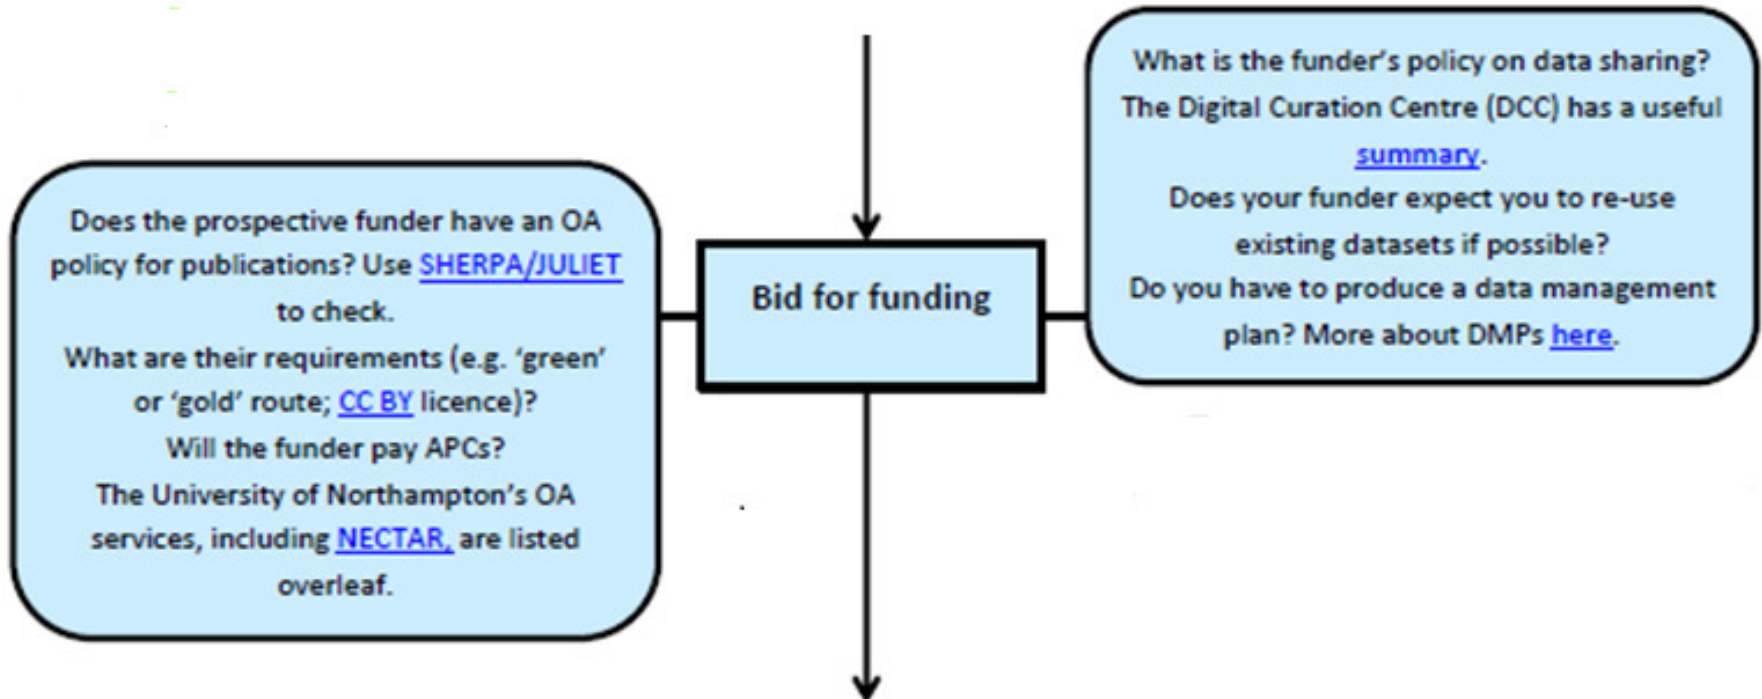 Does the prospective funder have an OA
policy for publications? Use SHERPA/JULIET
to check.
What are their requirements (e.g. ‘green’
or ‘gold’ route; CC BY licence)?
Will the funder pay APCs?
The University of Northampton’s OA
services, including NECTAR, are listed
overleaf.
Bid for funding
What is the funder’s policy on data sharing?
The Digital Curation Centre (DCC) has a useful
summary.
Does your funder expect you to re-use
existing datasets if possible?
Do you have to produce a data management
plan? More about DMPs here.